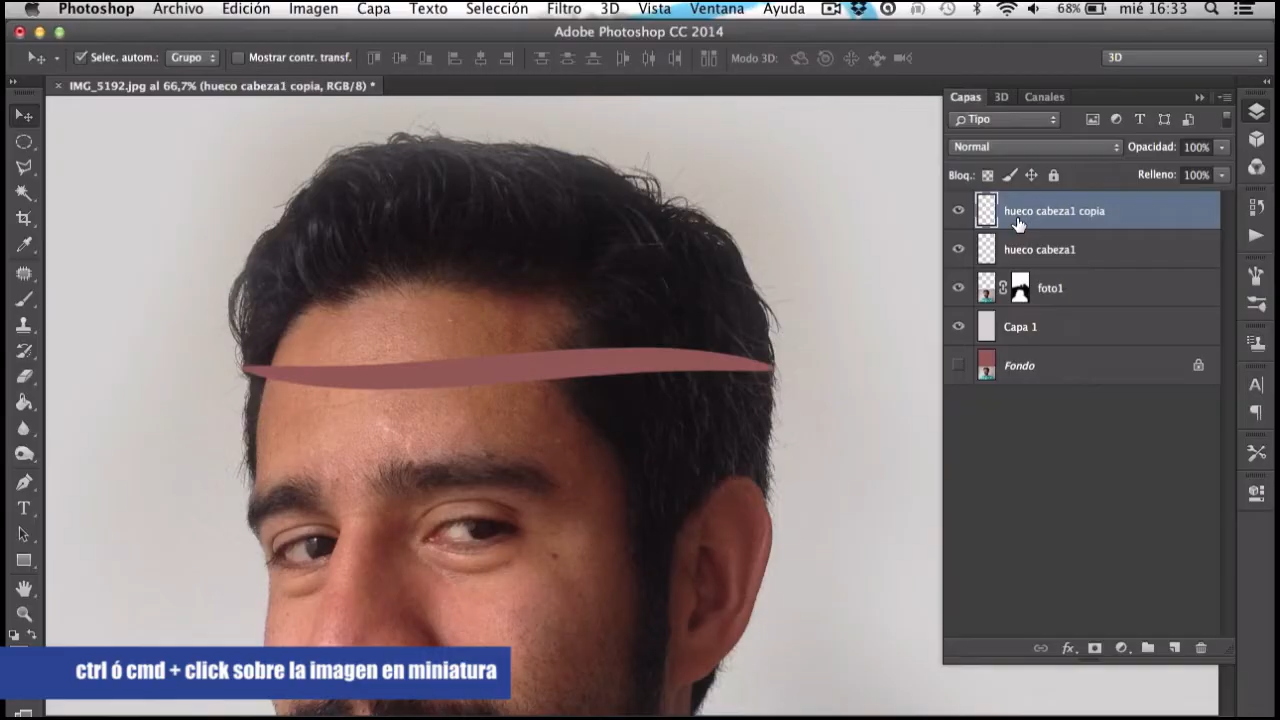 Photoshop Archivo Edición Imagen Capa Texto Selección Filtro 3D Vista Ventana Ayuda 68% mié 16:33
Adobe Photoshop CC 2014
Selec. autom.: Grupo Mostrar contr. transf. Modo 3D: 3D
× IMG_5192.jpg al 66,7% (hueco cabeza1 copia, RGB/8) *
Capas 3D Canales
Tipo
Normal Opacidad: 100%
Bloq.: Relleno: 100%
hueco cabeza1 copia
hueco cabeza1
foto1
Capa 1
Fondo
fx
ctrl ó cmd + click sobre la imagen en miniatura